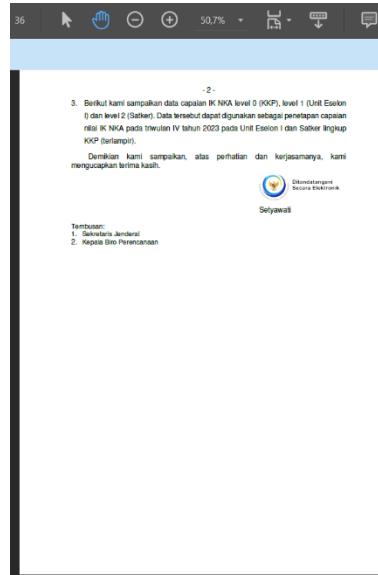 36
50,7%
- 2 -
3. Berikut kami sampaikan data capaian IK NKA level 0 (KKP), level 1 (Unit Eselon
I) dan level 2 (Satker). Data tersebut dapat digunakan sebagai penetapan capaian
nilai IK NKA pada triwulan IV tahun 2023 pada Unit Eselon I dan Satker lingkup
KKP (terlampir).
Demikian kami sampaikan, atas perhatian dan kerjasamanya, kami
mengucapkan terima kasih.
Ditandatangani
Secara Elektronik
Setyawati
Tembusan:
1. Sekretaris Jenderal
2. Kepala Biro Perencanaan